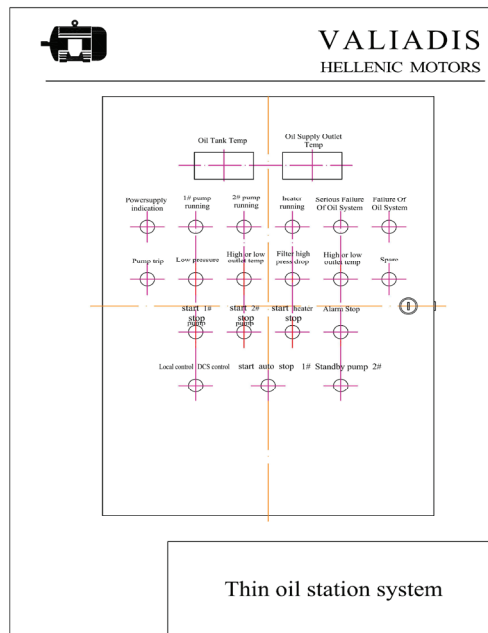 VALIADIS
HELLENIC MOTORS
Oil Tank Temp
Oil Supply Outlet
Temp
Powersupply
indication
1# pump
running
2# pump
running
heater
running
Serious Failure
Of Oil System
Failure Of
Oil System
Pump trip
Low pressure
High or low
outlet temp
Filter high
press drop
High or low
outlet temp
Spare
start 1#
stop
pump
start 2#
stop
pump
start heater
stop
Alarm Stop
Local control DCS control
start auto stop
1# Standby pump 2#
Thin oil station system